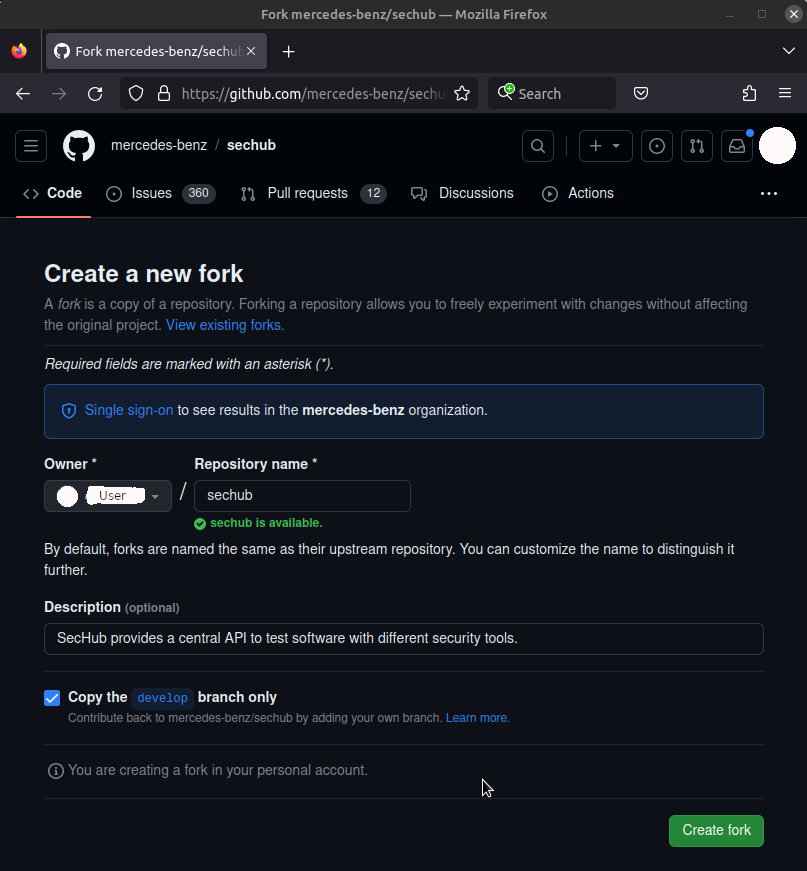 Fork mercedes-benz/sechub — Mozilla Firefox
Fork mercedes-benz/sechub
https://github.com/mercedes-benz/sechu
Search
mercedes-benz / sechub
Code Issues 360 Pull requests 12 Discussions Actions
Create a new fork
A fork is a copy of a repository. Forking a repository allows you to freely experiment with changes without affecting
the original project. View existing forks.
Required fields are marked with an asterisk (*).
Single sign-on to see results in the mercedes-benz organization.
Owner * Repository name *
User / sechub
sechub is available.
By default, forks are named the same as their upstream repository. You can customize the name to distinguish it
further.
Description (optional)
SecHub provides a central API to test software with different security tools.
Copy the develop branch only
Contribute back to mercedes-benz/sechub by adding your own branch. Learn more.
You are creating a fork in your personal account.
Create fork